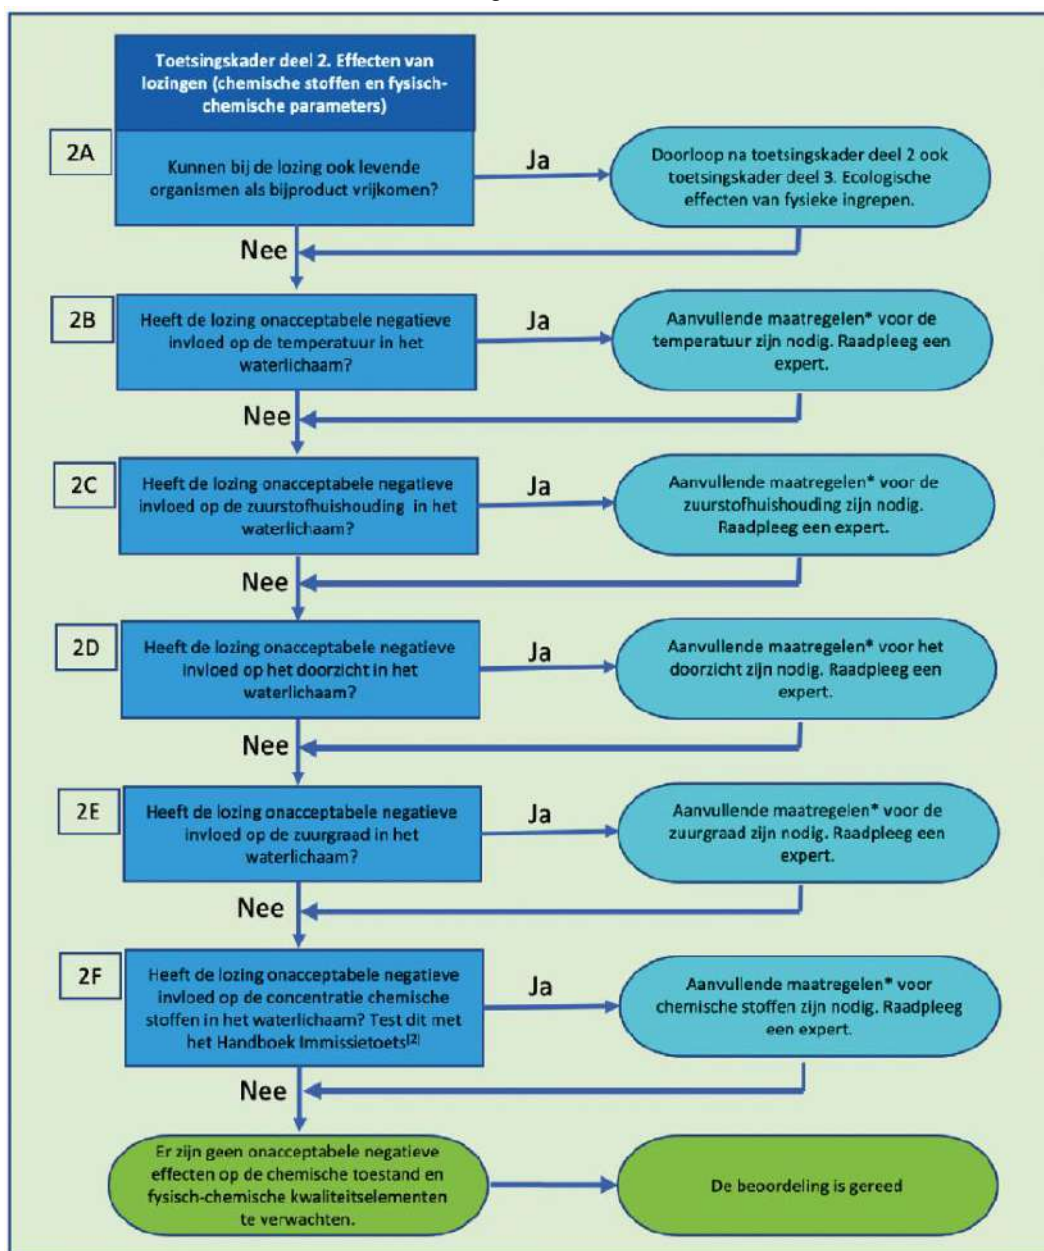 Toetsingskader deel 2. Effecten van
lozingen (chemische stoffen en fysisch-
chemische parameters)
2A
Kunnen bij de lozing ook levende
organismen als bijproduct vrijkomen?
Ja
Doorloop na toetsingskader deel 2 ook
toetsingskader deel 3. Ecologische
effecten van fysieke ingrepen.
Nee
2B
Heeft de lozing onacceptabele negatieve
invloed op de temperatuur in het
waterlichaam?
Ja
Aanvullende maatregelen* voor de
temperatuur zijn nodig. Raadpleeg een
expert.
Nee
2C
Heeft de lozing onacceptabele negatieve
invloed op de zuurstofhuishouding in het
waterlichaam?
Ja
Aanvullende maatregelen* voor de
zuurstofhuishouding zijn nodig.
Raadpleeg een expert.
Nee
2D
Heeft de lozing onacceptabele negatieve
invloed op het doorzicht in het
waterlichaam?
Ja
Aanvullende maatregelen* voor het
doorzicht zijn nodig. Raadpleeg een
expert.
Nee
2E
Heeft de lozing onacceptabele negatieve
invloed op de zuurgraad in het
waterlichaam?
Ja
Aanvullende maatregelen* voor de
zuurgraad zijn nodig. Raadpleeg een
expert.
Nee
2F
Heeft de lozing onacceptabele negatieve
invloed op de concentratie chemische
stoffen in het waterlichaam? Test dit met
het Handboek Immissietoets[2]
Ja
Aanvullende maatregelen* voor
chemische stoffen zijn nodig. Raadpleeg
een expert.
Nee
Er zijn geen onacceptabele negatieve
effecten op de chemische toestand en
fysisch-chemische kwaliteitselementen
te verwachten.
De beoordeling is gereed